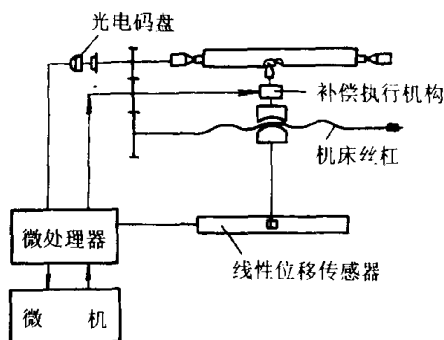 光电码盘
补偿执行机构
机床丝杠
微处理器
线性位移传感器
微 机